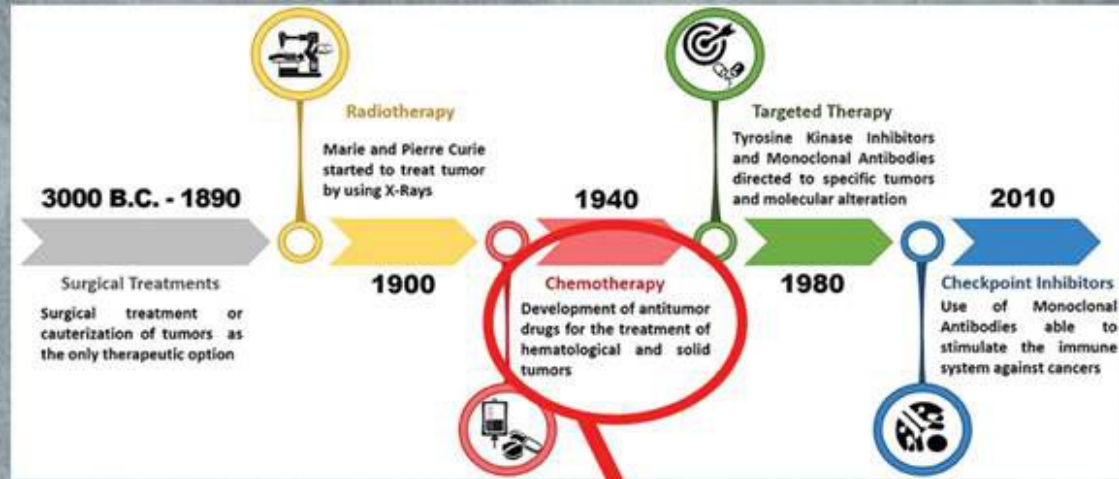 3000 B.C. - 1890
Surgical Treatments
Surgical treatment or
cauterization of tumors as
the only therapeutic option
Radiotherapy
Marie and Pierre Curie
started to treat tumor
by using X-Rays
1900
1940
Chemotherapy
Development of antitumor
drugs for the treatment of
hematological and solid
tumors
Targeted Therapy
Tyrosine Kinase Inhibitors
and Monoclonal Antibodies
directed to specific tumors
and molecular alteration
1980
2010
Checkpoint Inhibitors
Use of Monoclonal
Antibodies able to
stimulate the immune
system against cancers